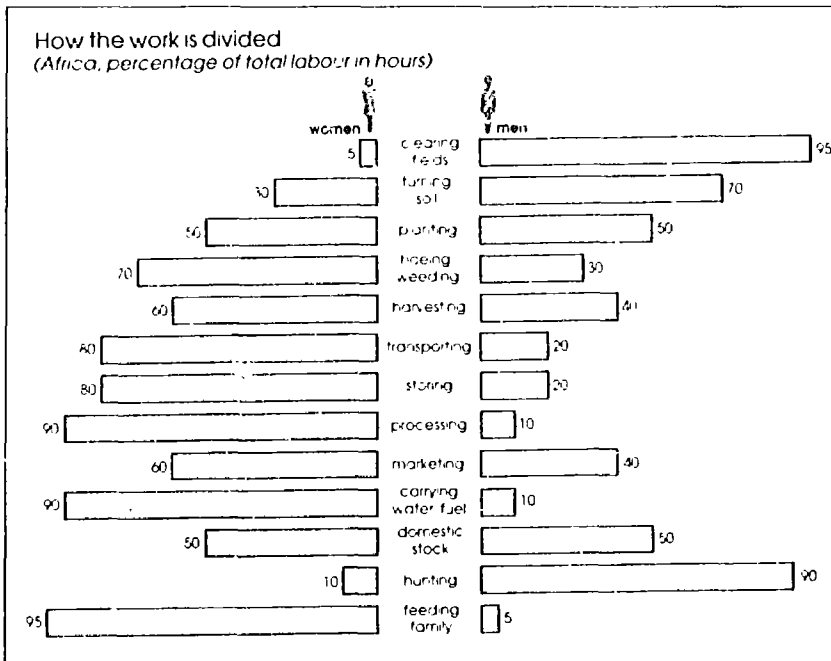 How the work is divided
(Africa, percentage of total labour in hours)
women men
5 clearing fields 95
30 turning soil 70
50 planting 50
70 hoeing weeding 30
60 harvesting 40
80 transporting 20
80 storing 20
90 processing 10
60 marketing 40
90 carrying water fuel 10
50 domestic stock 50
10 hunting 90
95 feeding family 5